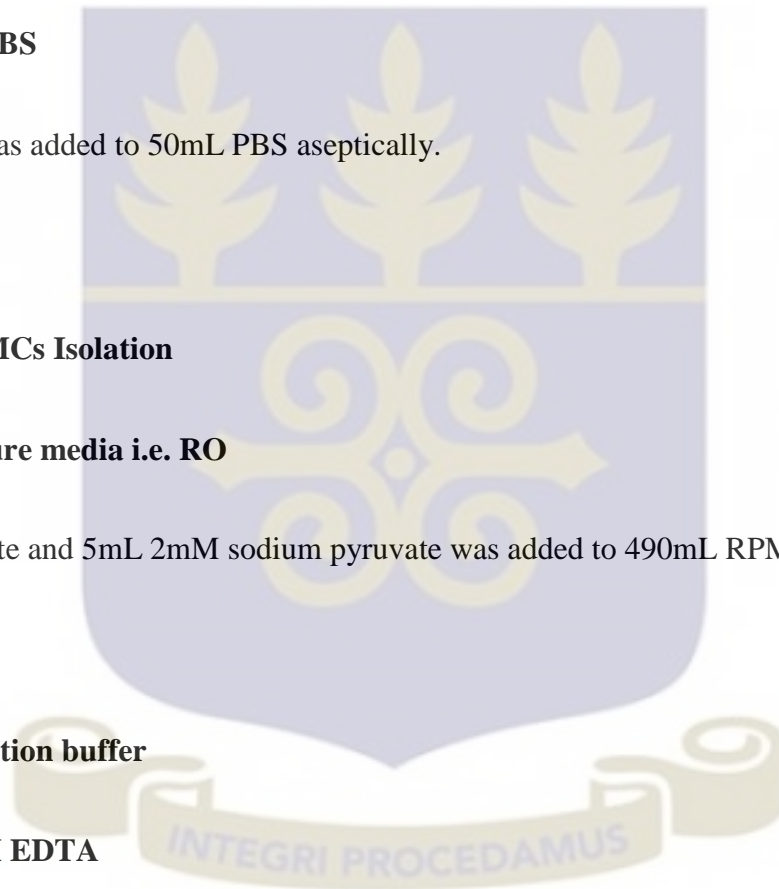 BS
as added to 50mL PBS aseptically.
MCs Isolation
ure media i.e. RO
te and 5mL 2mM sodium pyruvate was added to 490mL RPM
tion buffer
EDTA
INTEGRI PROCEDAMUS